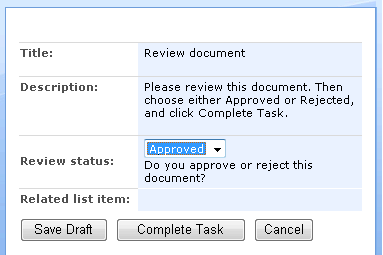 Title: Review document
Description: Please review this document. Then
choose either Approved or Rejected,
and click Complete Task.
Review status: Approved
Do you approve or reject this
document?
Related list item:
Save Draft Complete Task Cancel